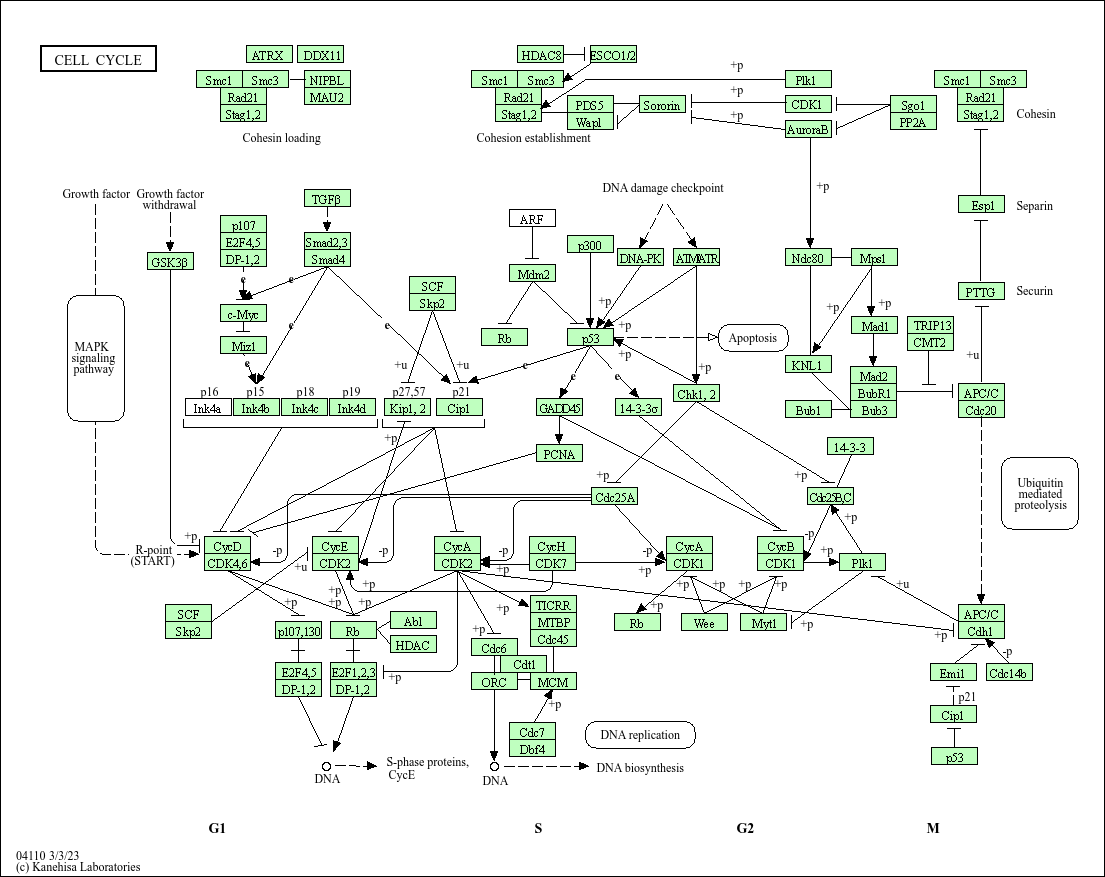 CELL CYCLE
ATRX DDX11
Smc1 Smc3 NIPBL
Rad21 MAU2
Stag1,2
Cohesin loading
HDAC8 ESCO1/2
Smc1 Smc3
Rad21
Stag1,2
PDS5
Wapl
Sororin
Cohesion establishment
+p
Plk1
+p
CDK1
+p
AuroraB
Sgo1
PP2A
Smc1 Smc3
Rad21
Stag1,2
Cohesin
+p
Esp1
Separin
PTTG
Securin
+u
Growth factor
Growth factor
withdrawal
GSK3β
p107
E2F4,5
DP-1,2
e
c-Myc
Miz1
e
TGFβ
Smad2,3
Smad4
e
e
e
SCF
Skp2
+u
+u
ARF
Mdm2
Rb
p300
p53
DNA damage checkpoint
DNA-PK
ATM/ATR
+p
+p
+p
+p
Apoptosis
e
e
e
Ndc80
Mps1
+p
+p
Mad1
KNL1
Mad2
BubR1
Bub3
Bub1
TRIP13
CMT2
APC/C
Cdc20
MAPK
signaling
pathway
p16 p15 p18 p19
Ink4a Ink4b Ink4c Ink4d
p27,57 p21
Kip1, 2 Cip1
+p
GADD45
14-3-3σ
Chk1, 2
PCNA
14-3-3
+p
Cdc25A
+p
Cdc25B,C
Ubiquitin
mediated
proteolysis
R-point
(START)
+p
CycD
CDK4,6
-p
CycE
CDK2
-p
CycA
CDK2
-p
+p
CycH
CDK7
-p
CycA
CDK1
CycB
CDK1
-p
+p
+p
Plk1
+u
+u
+p
+p
+p
+p
+p
SCF
Skp2
p107,130
Rb
Abl
HDAC
+p
+p
TICRR
MTBP
Cdc45
+p
Rb
+p
Wee
+p
+p
Myt1
+p
+p
APC/C
Cdh1
-p
E2F4,5
DP-1,2
E2F1,2,3
DP-1,2
+p
Cdc6
Cdt1
ORC
MCM
+p
Cdc7
Dbf4
Emi1
Cdc14b
p21
Cip1
p53
DNA replication
DNA
S-phase proteins,
CycE
DNA
DNA biosynthesis
G1 S G2 M
04110 3/3/23
(c) Kanehisa Laboratories